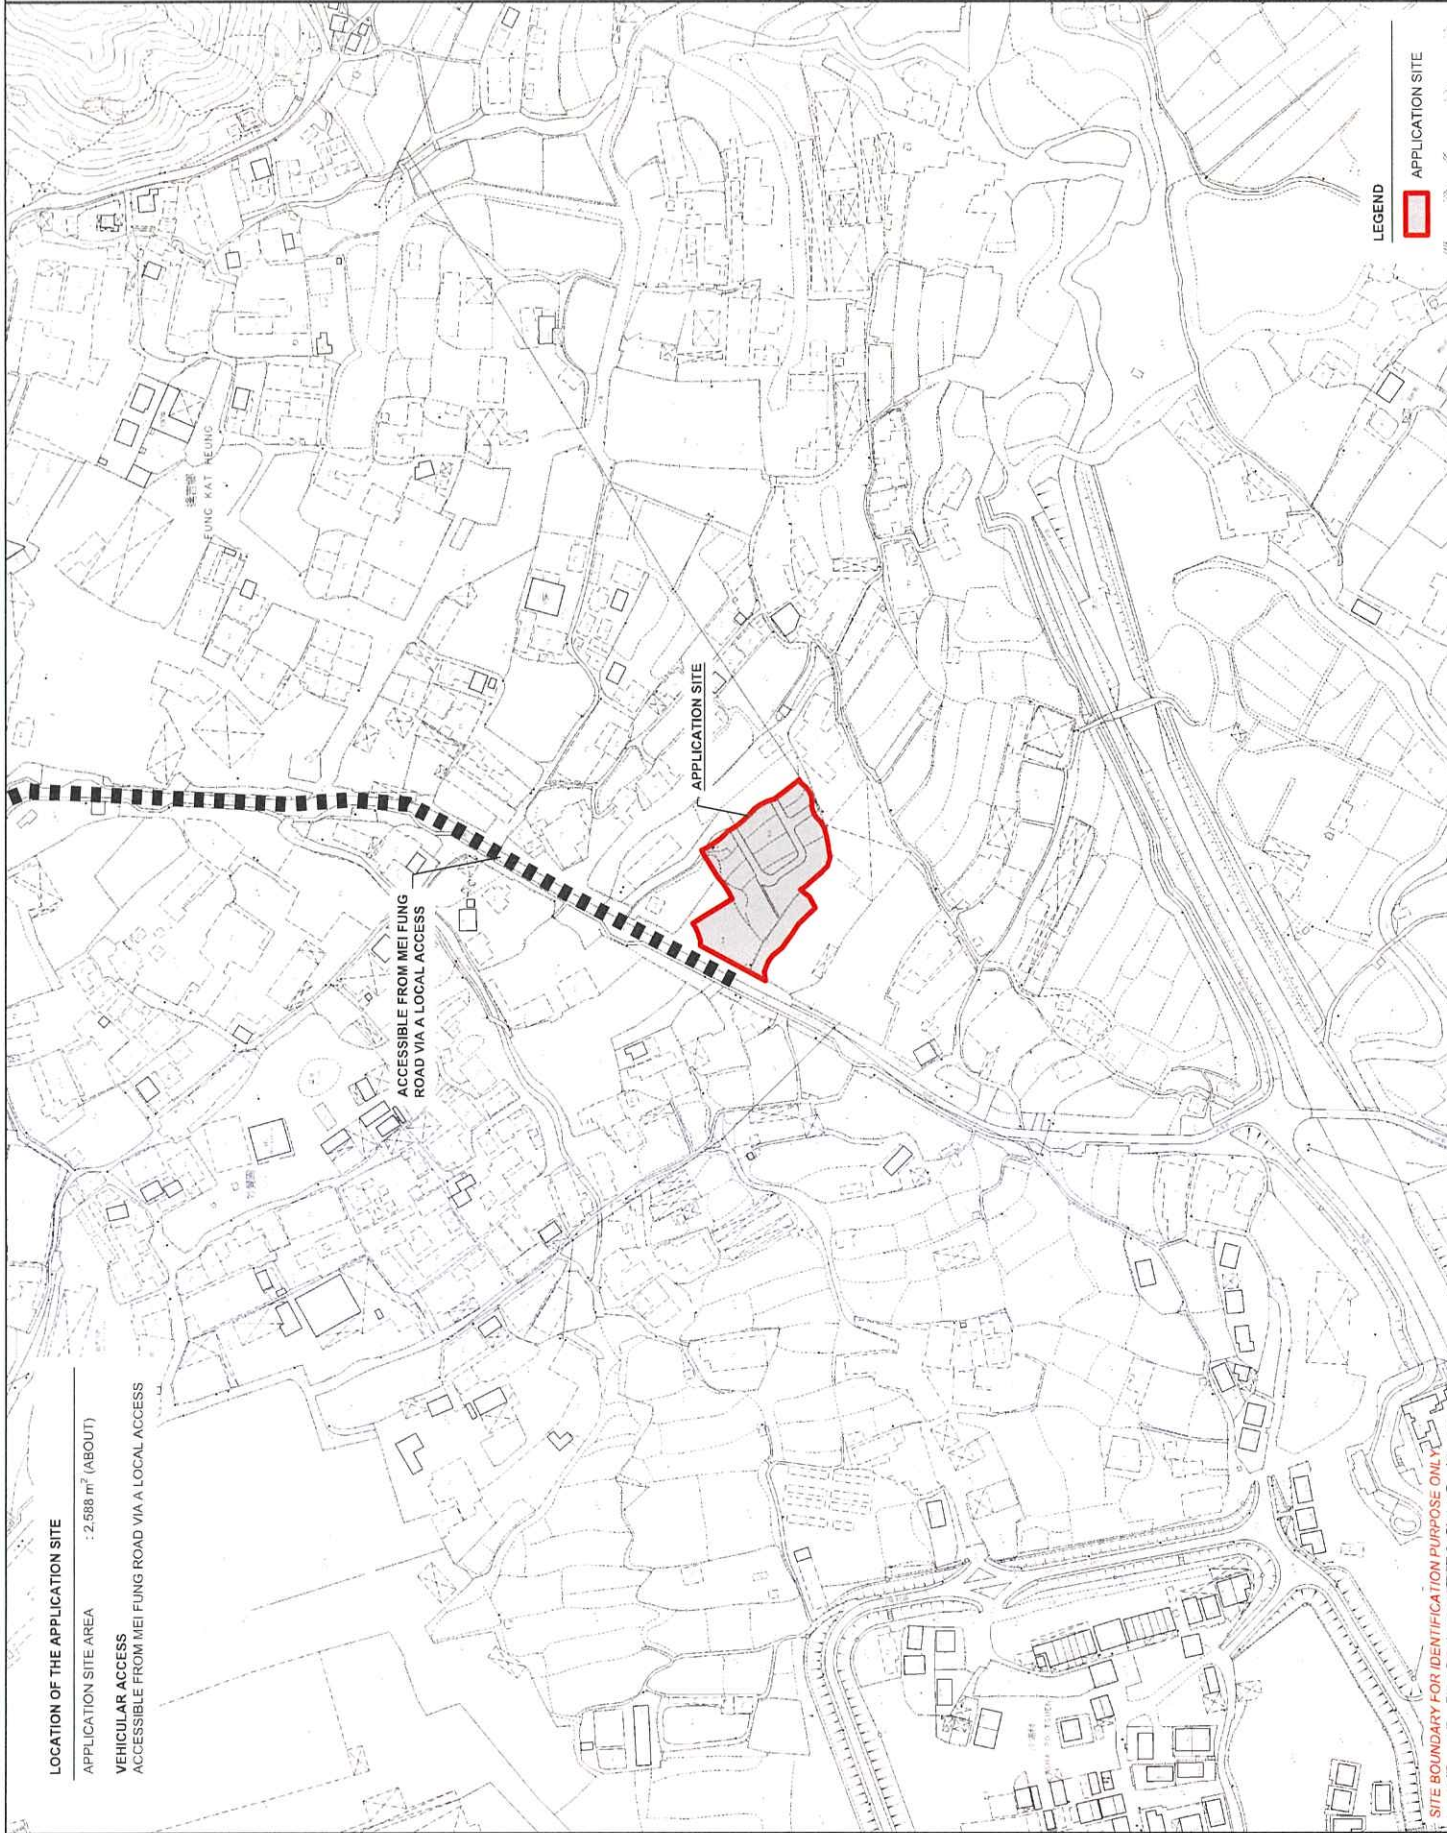 LOCATION OF THE APPLICATION SITE
APPLICATION SITE AREA : 2,588 m² (ABOUT)
VEHICULAR ACCESS
ACCESSIBLE FROM MEI FUNG ROAD VIA A LOCAL ACCESS
ACCESSIBLE FROM MEI FUNG
ROAD VIA A LOCAL ACCESS
APPLICATION SITE
FUNG KAT HEUNG
LEGEND
APPLICATION SITE
SITE BOUNDARY FOR IDENTIFICATION PURPOSE ONLY